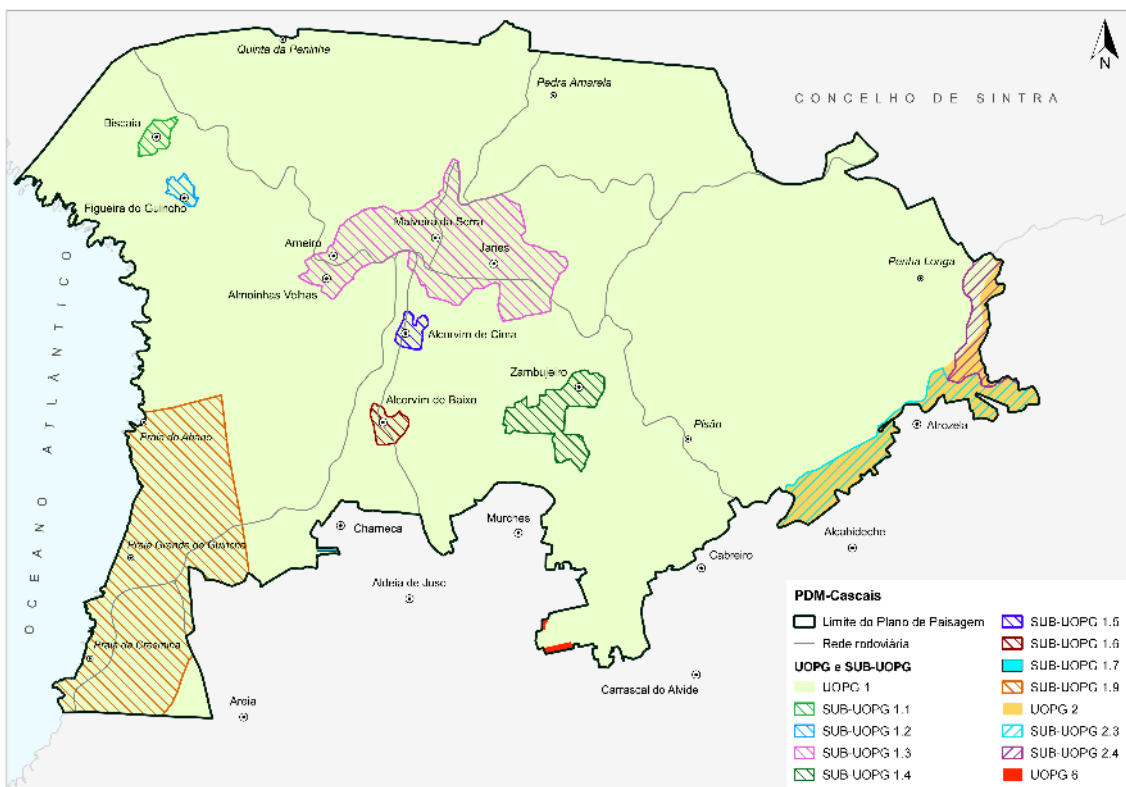 Quinta da Peninha
Pedra Amarela
CONCELHO DE SINTRA
N
Biscaia
Figueira do Guincho
Malveira da Serra
Janes
Arneiro
Almoinhas Velhas
Penha Longa
OCEANO ATLÂNTICO
Alcorvim de Cima
Zambujeiro
Alcorvim de Baixo
Praia do Abano
Pisão
Atrozela
Charneca
Murches
Alcabideche
Praia Grande do Guincho
Cabreiro
Aldeia de Juso
Praia da Cresmina
Areia
Carrascal do Alvide
PDM-Cascais
Limite do Plano de Paisagem
Rede rodoviária
UOPG e SUB-UOPG
UOPG 1
SUB-UOPG 1.1
SUB-UOPG 1.2
SUB-UOPG 1.3
SUB-UOPG 1.4
SUB-UOPG 1.5
SUB-UOPG 1.6
SUB-UOPG 1.7
SUB-UOPG 1.9
UOPG 2
SUB-UOPG 2.3
SUB-UOPG 2.4
UOPG 6